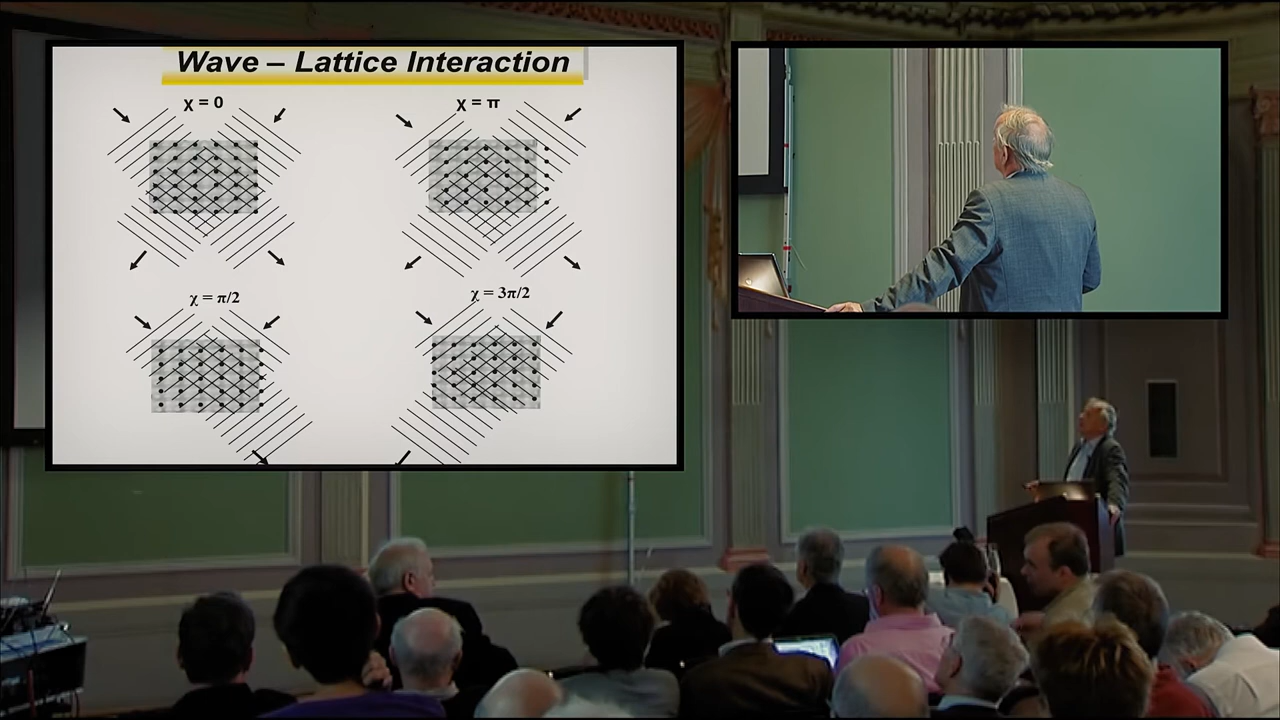 Wave – Lattice Interaction
χ = 0
χ = π
χ = π/2
χ = 3π/2